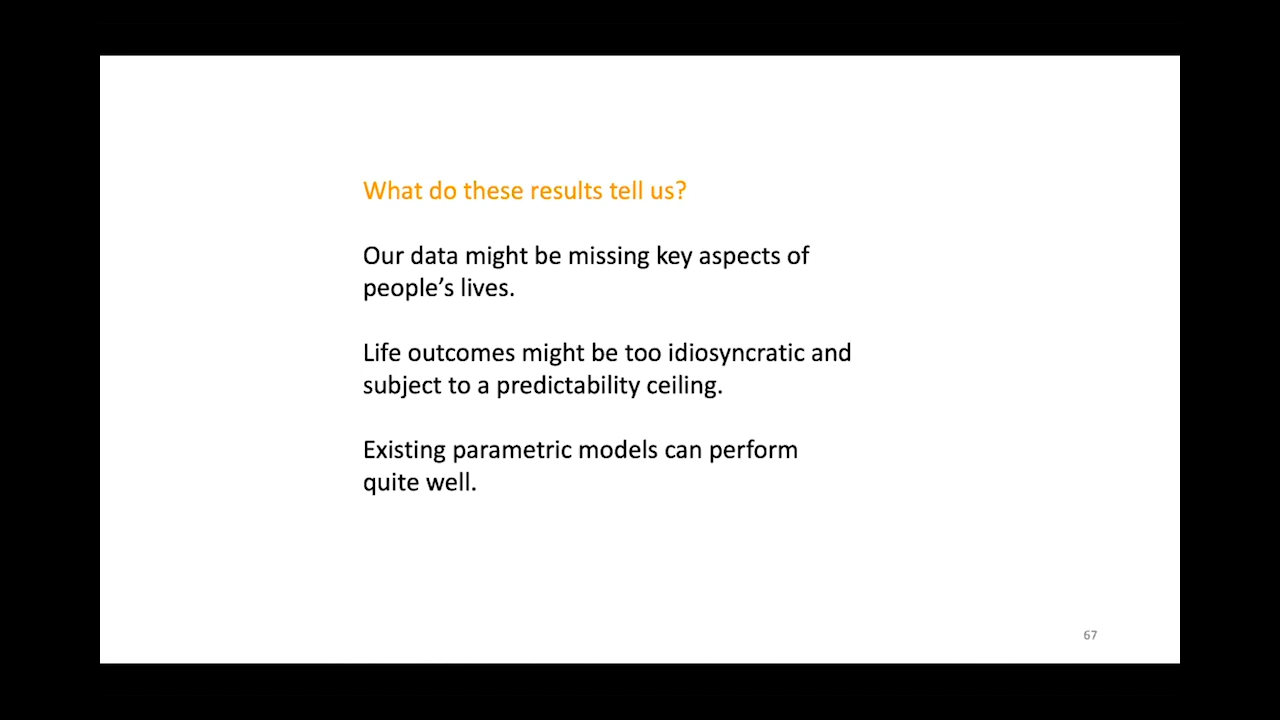 What do these results tell us?
Our data might be missing key aspects of
people’s lives.
Life outcomes might be too idiosyncratic and
subject to a predictability ceiling.
Existing parametric models can perform
quite well.
67